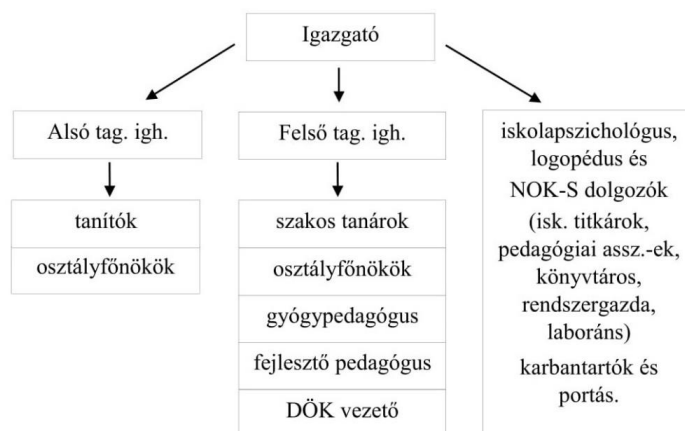 Igazgató
Alsó tag. igh.
tanítók
osztályfőnökök
Felső tag. igh.
szakos tanárok
osztályfőnökök
gyógypedagógus
fejlesztő pedagógus
DÖK vezető
iskolapszichológus,
logopédus és
NOK-S dolgozók
(isk. titkárok,
pedagógiai assz.-ek,
könyvtáros,
rendszergazda,
laboráns)
karbantartók és
portás.